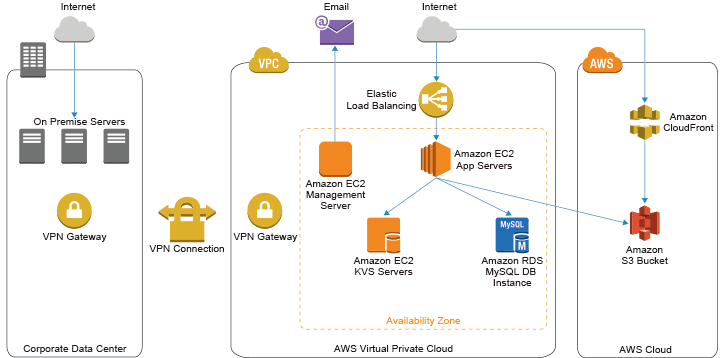 Internet
Email
Internet
VPC
AWS
Elastic
Load Balancing
On Premise Servers
Amazon
CloudFront
Amazon EC2
App Servers
Amazon EC2
Management
Server
VPN Gateway
VPN Connection
VPN Gateway
MySQL
M
Amazon EC2
KVS Servers
Amazon RDS
MySQL DB
Instance
Amazon
S3 Bucket
Availability Zone
Corporate Data Center
AWS Virtual Private Cloud
AWS Cloud